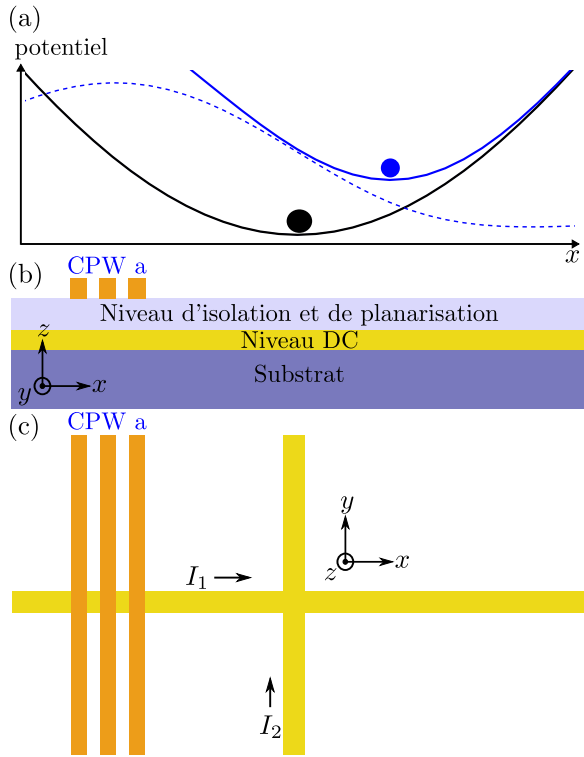 (a)
potentiel
x
(b)
CPW a
Niveau d'isolation et de planarisation
Niveau DC
Substrat
z
x
y
(c)
CPW a
y
x
z
I₁
I₂